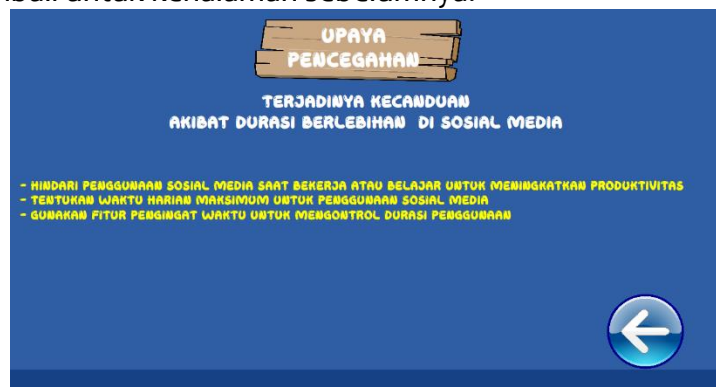 UPAYA
PENCEGAHAN
TERJADINYA KECANDUAN
AKIBAT DURASI BERLEBIHAN DI SOSIAL MEDIA
- HINDARI PENGGUNAAN SOSIAL MEDIA SAAT BEKERJA ATAU BELAJAR UNTUK MENINGKATKAN PRODUKTIVITAS
- TENTUKAN WAKTU HARIAN MAKSIMUM UNTUK PENGGUNAAN SOSIAL MEDIA
- GUNAKAN FITUR PENGINGAT WAKTU UNTUK MENGONTROL DURASI PENGGUNAAN